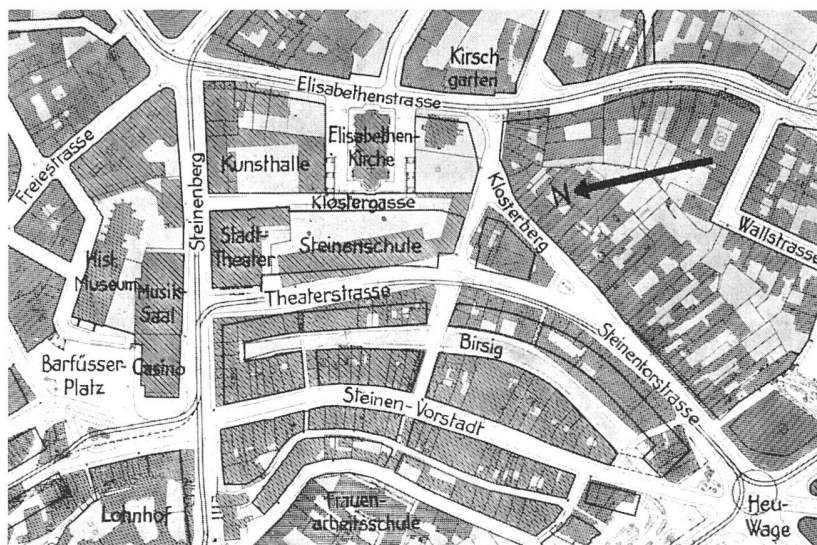 Kirsch
garten
Elisabethenstrasse
Freiestrasse
Steinenberg
Kunsthalle
Elisabethen-
Kirche
Klostergasse
Klosterberg
N
Wallstrasse
Stadt-
Theater
Steinenschule
Hist.
Museum
Musik-
Saal
Theaterstrasse
Casino
Barfüsser-
Platz
Birsig
Steinentorstrasse
Steinen-Vorstadt
Lohnhof
Frauen-
arbeitsschule
Heu-
Wage